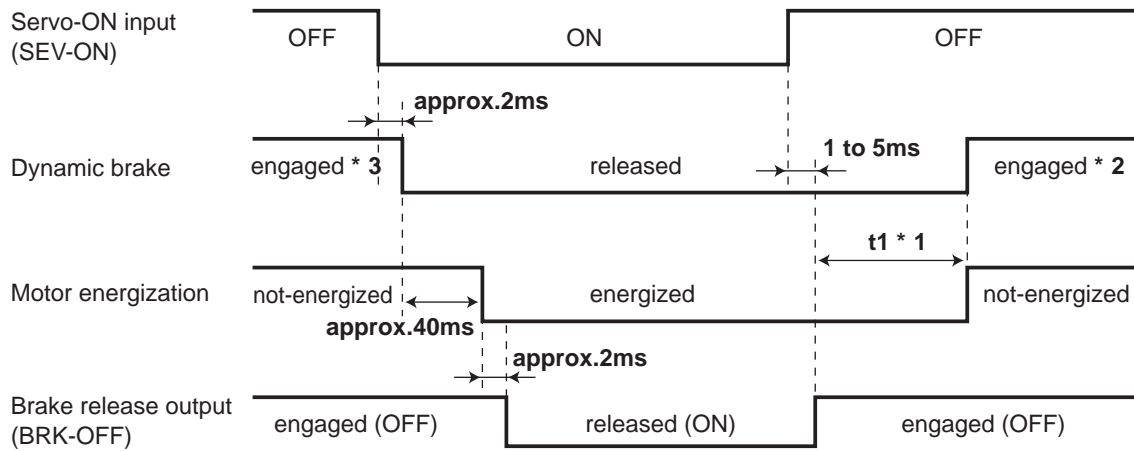 Servo-ON input
(SEV-ON)
OFF
ON
OFF
approx.2ms
Dynamic brake
engaged * 3
released
1 to 5ms
engaged * 2
t1 * 1
Motor energization
not-energized
energized
not-energized
approx.40ms
approx.2ms
Brake release output
(BRK-OFF)
engaged (OFF)
released (ON)
engaged (OFF)